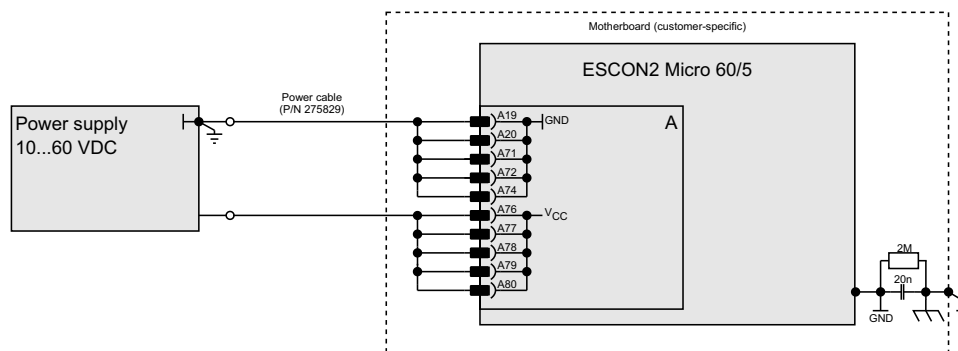 Motherboard (customer-specific)
ESCON2 Micro 60/5
Power cable
(P/N 275829)
Power supply
10...60 VDC
A
A19
GND
A20
A71
A72
A74
A76
VCC
A77
A78
A79
A80
2M
20n
GND